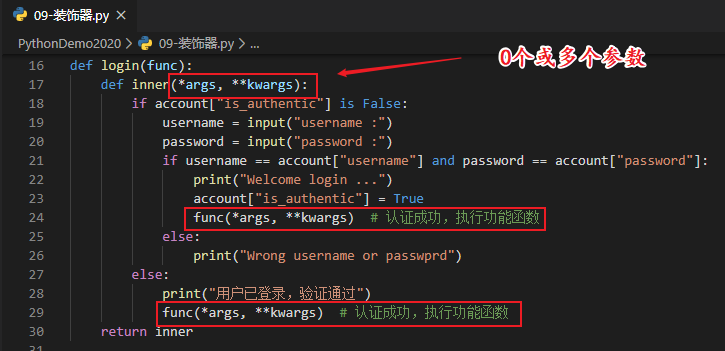 09-装饰器.py ×
PythonDemo2020 > 09-装饰器.py > ...
0个或多个参数
16 def login(func):
17 def inner(*args, **kwargs):
18 if account["is_authentic"] is False:
19 username = input("username :")
20 password = input("password :")
21 if username == account["username"] and password == account["password"]:
22 print("Welcome login ...")
23 account["is_authentic"] = True
24 func(*args, **kwargs) # 认证成功，执行功能函数
25 else:
26 print("Wrong username or passwprd")
27 else:
28 print("用户已登录，验证通过")
29 func(*args, **kwargs) # 认证成功，执行功能函数
30 return inner
31